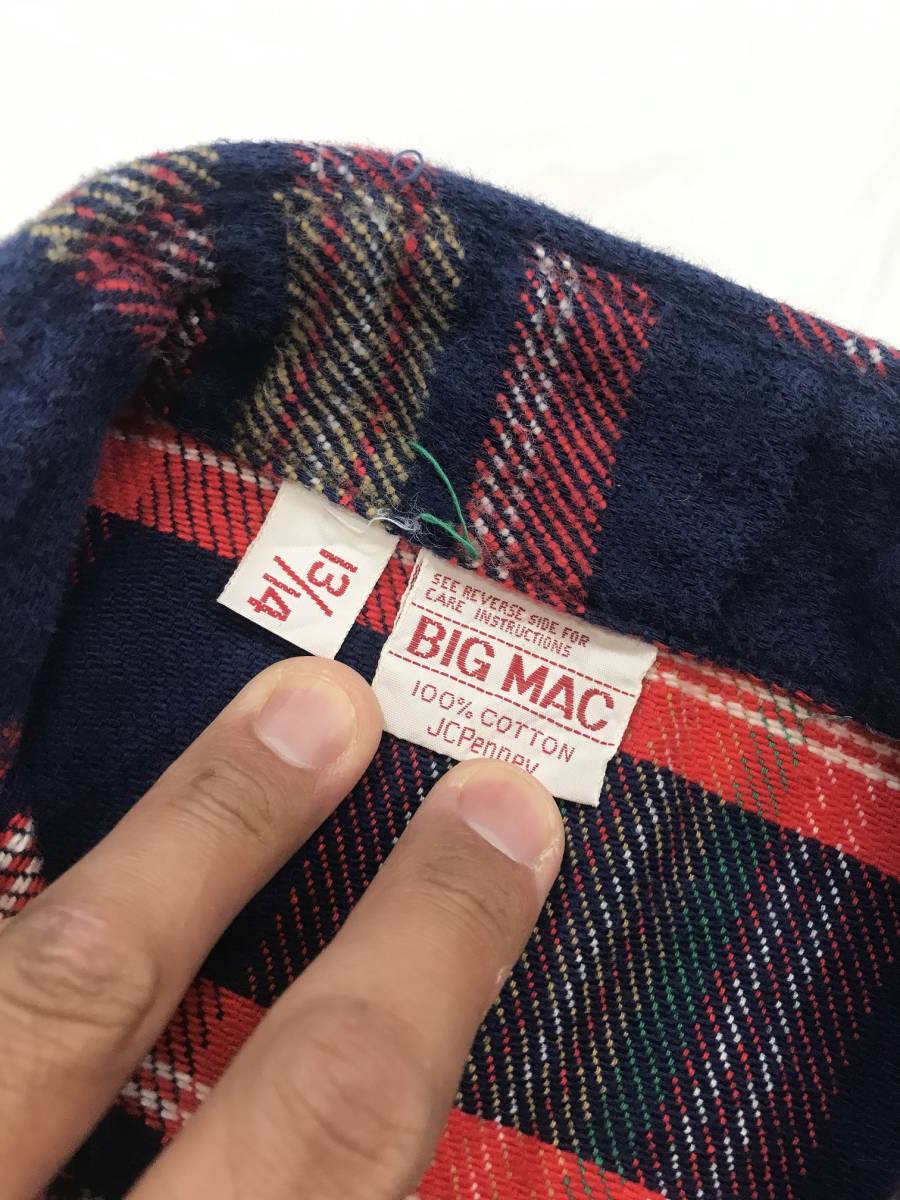 13/14
SEE REVERSE SIDE FOR
CARE INSTRUCTIONS
BIG MAC
100% COTTON
JCPenney